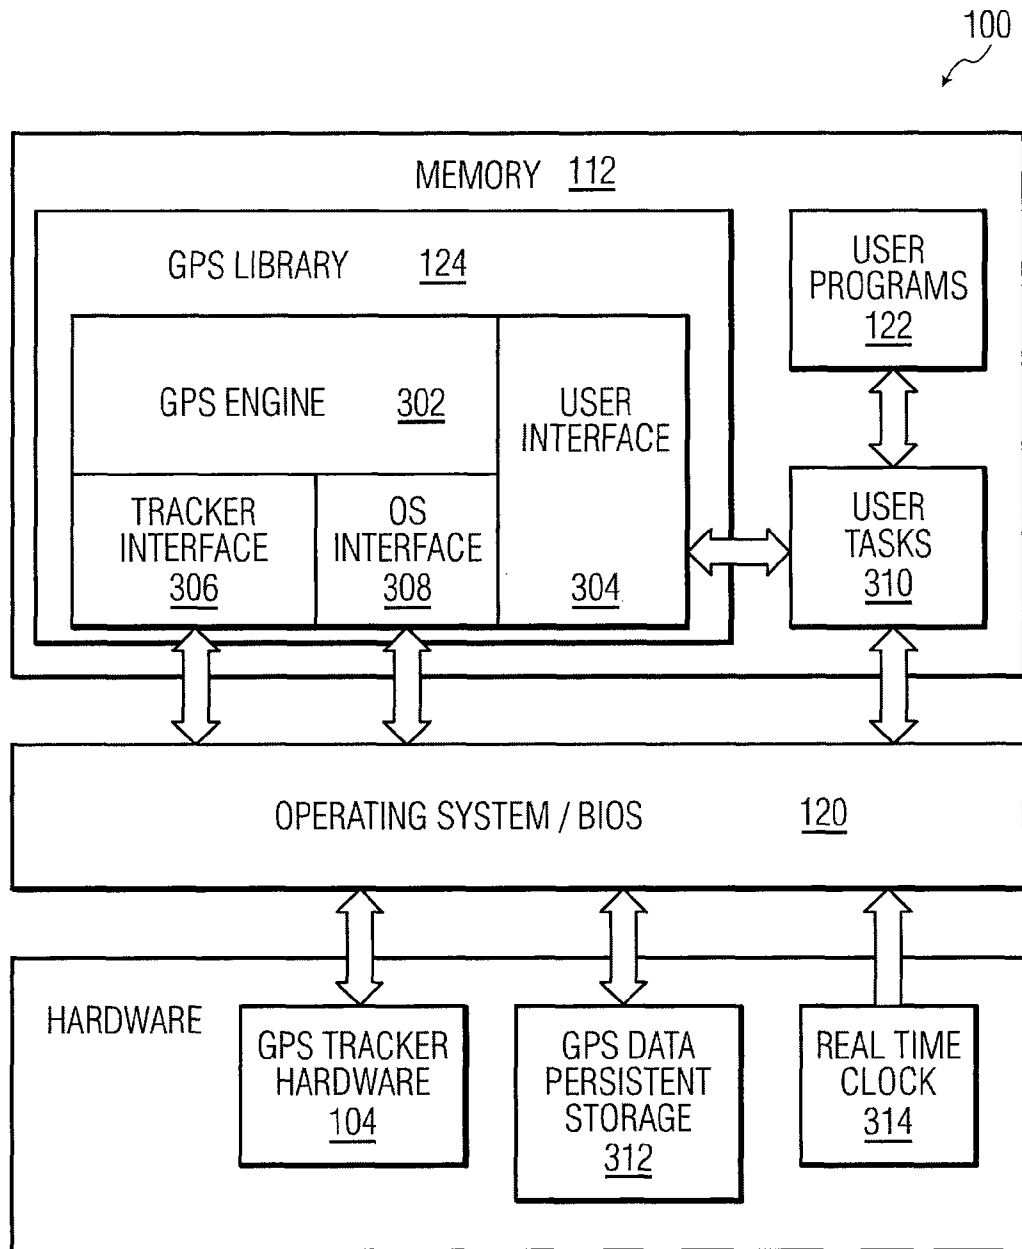 100
MEMORY 112
GPS LIBRARY 124
GPS ENGINE 302
USER
INTERFACE
304
TRACKER
INTERFACE
306
OS
INTERFACE
308
USER
PROGRAMS
122
USER
TASKS
310
OPERATING SYSTEM / BIOS 120
HARDWARE
GPS TRACKER
HARDWARE
104
GPS DATA
PERSISTENT
STORAGE
312
REAL TIME
CLOCK
314